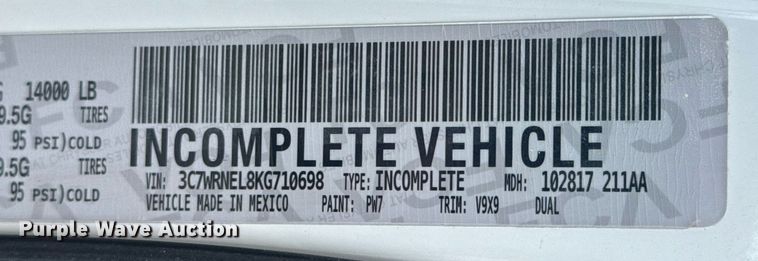 14000 LB
9.5G TIRES
95 PSI)COLD
9.5G TIRES
95 PSI)COLD
INCOMPLETE VEHICLE
VIN: 3C7WRNEL8KG710698 TYPE: INCOMPLETE MDH: 102817 211AA
VEHICLE MADE IN MEXICO PAINT: PW7 TRIM: V9X9 DUAL
Purple Wave Auction